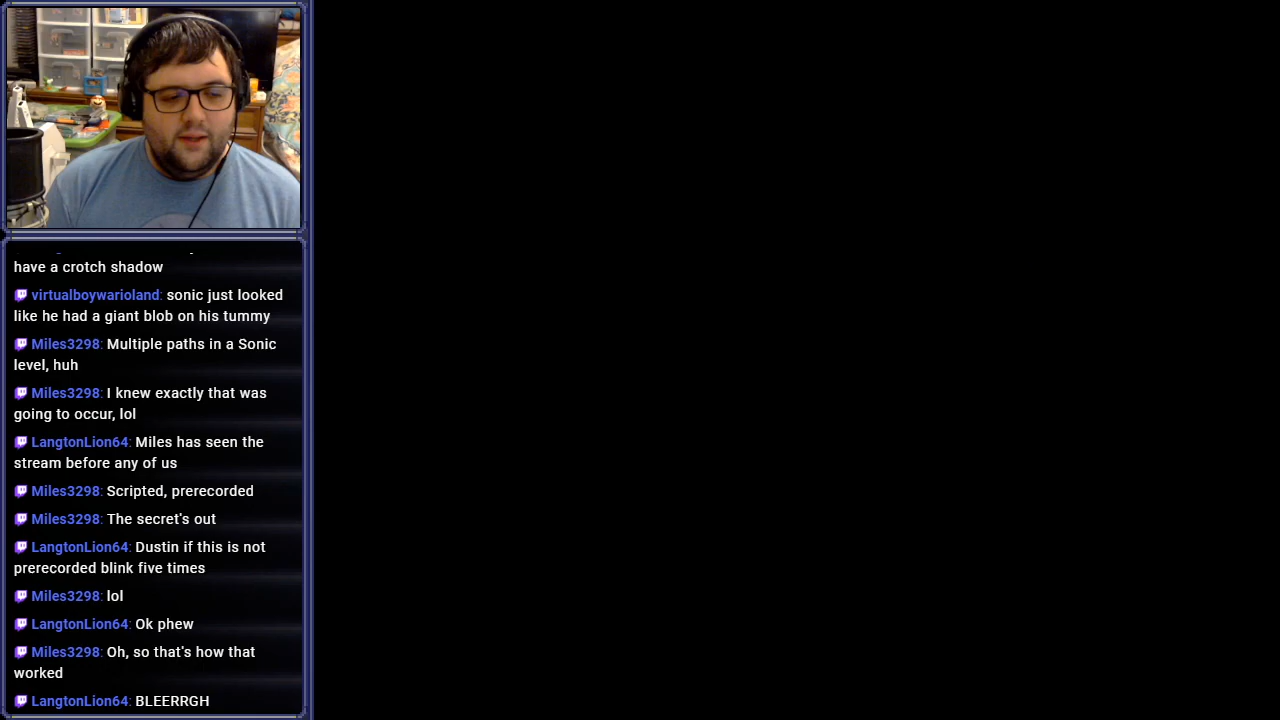 have a crotch shadow
virtualboywarioland: sonic just looked
like he had a giant blob on his tummy
Miles3298: Multiple paths in a Sonic
level, huh
Miles3298: I knew exactly that was
going to occur, lol
LangtonLion64: Miles has seen the
stream before any of us
Miles3298: Scripted, prerecorded
Miles3298: The secret's out
LangtonLion64: Dustin if this is not
prerecorded blink five times
Miles3298: lol
LangtonLion64: Ok phew
Miles3298: Oh, so that's how that
worked
LangtonLion64: BLEERRGH